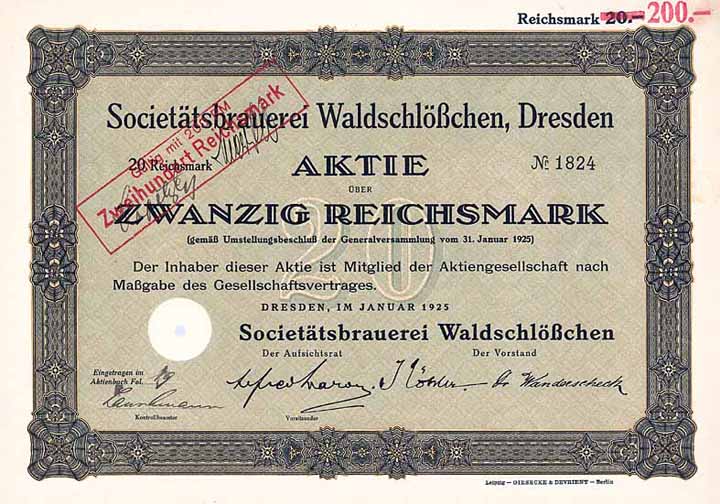 Reichsmark 20.— 200.—
Societätsbrauerei Waldschlößchen, Dresden
Gültig mit 200 RM
Zweihundert Reichsmark
20 Reichsmark AKTIE № 1824
ÜBER
ZWANZIG REICHSMARK
20
(gemäß Umstellungsbeschluß der Generalversammlung vom 31. Januar 1925)
Der Inhaber dieser Aktie ist Mitglied der Aktiengesellschaft nach
Maßgabe des Gesellschaftsvertrages.
DRESDEN, IM JANUAR 1925
Societätsbrauerei Waldschlößchen
Der Aufsichtsrat Der Vorstand
Eingetragen im
Aktienbuch Fol.
Kontrollbeamter Vorsitzender
20
Leipzig — GIESECKE & DEVRIENT — Berlin